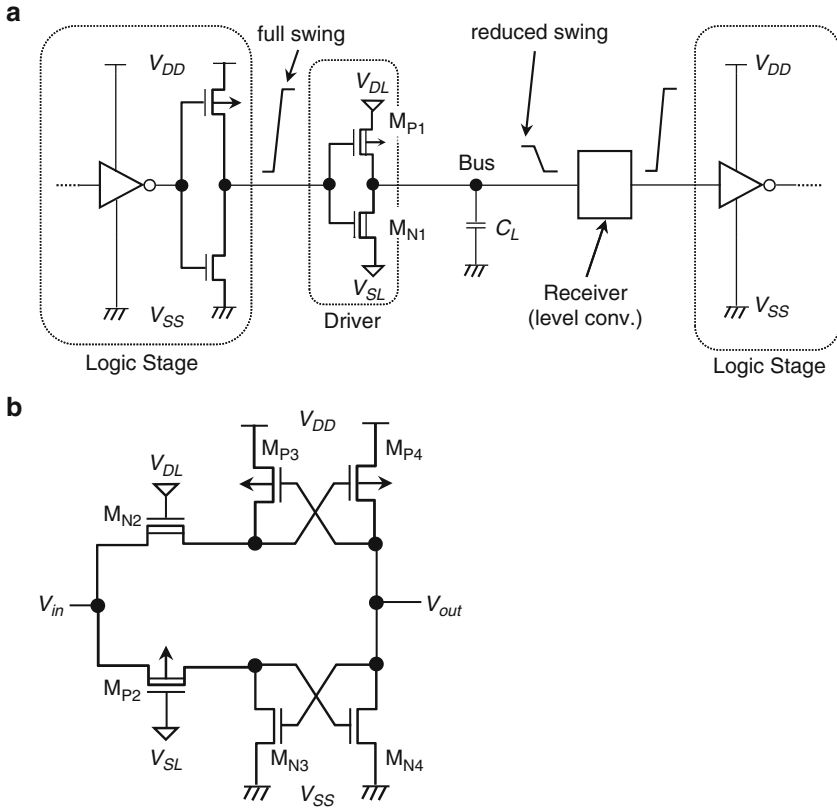 a
full swing
reduced swing
V_DD
V_DL
V_DD
M_P1
Bus
M_N1
C_L
V_SL
V_SS
Receiver
(level conv.)
V_SS
Driver
Logic Stage
Logic Stage
b
V_DD
M_P3
M_P4
V_DL
M_N2
V_in
V_out
M_P2
V_SL
M_N3
M_N4
V_SS